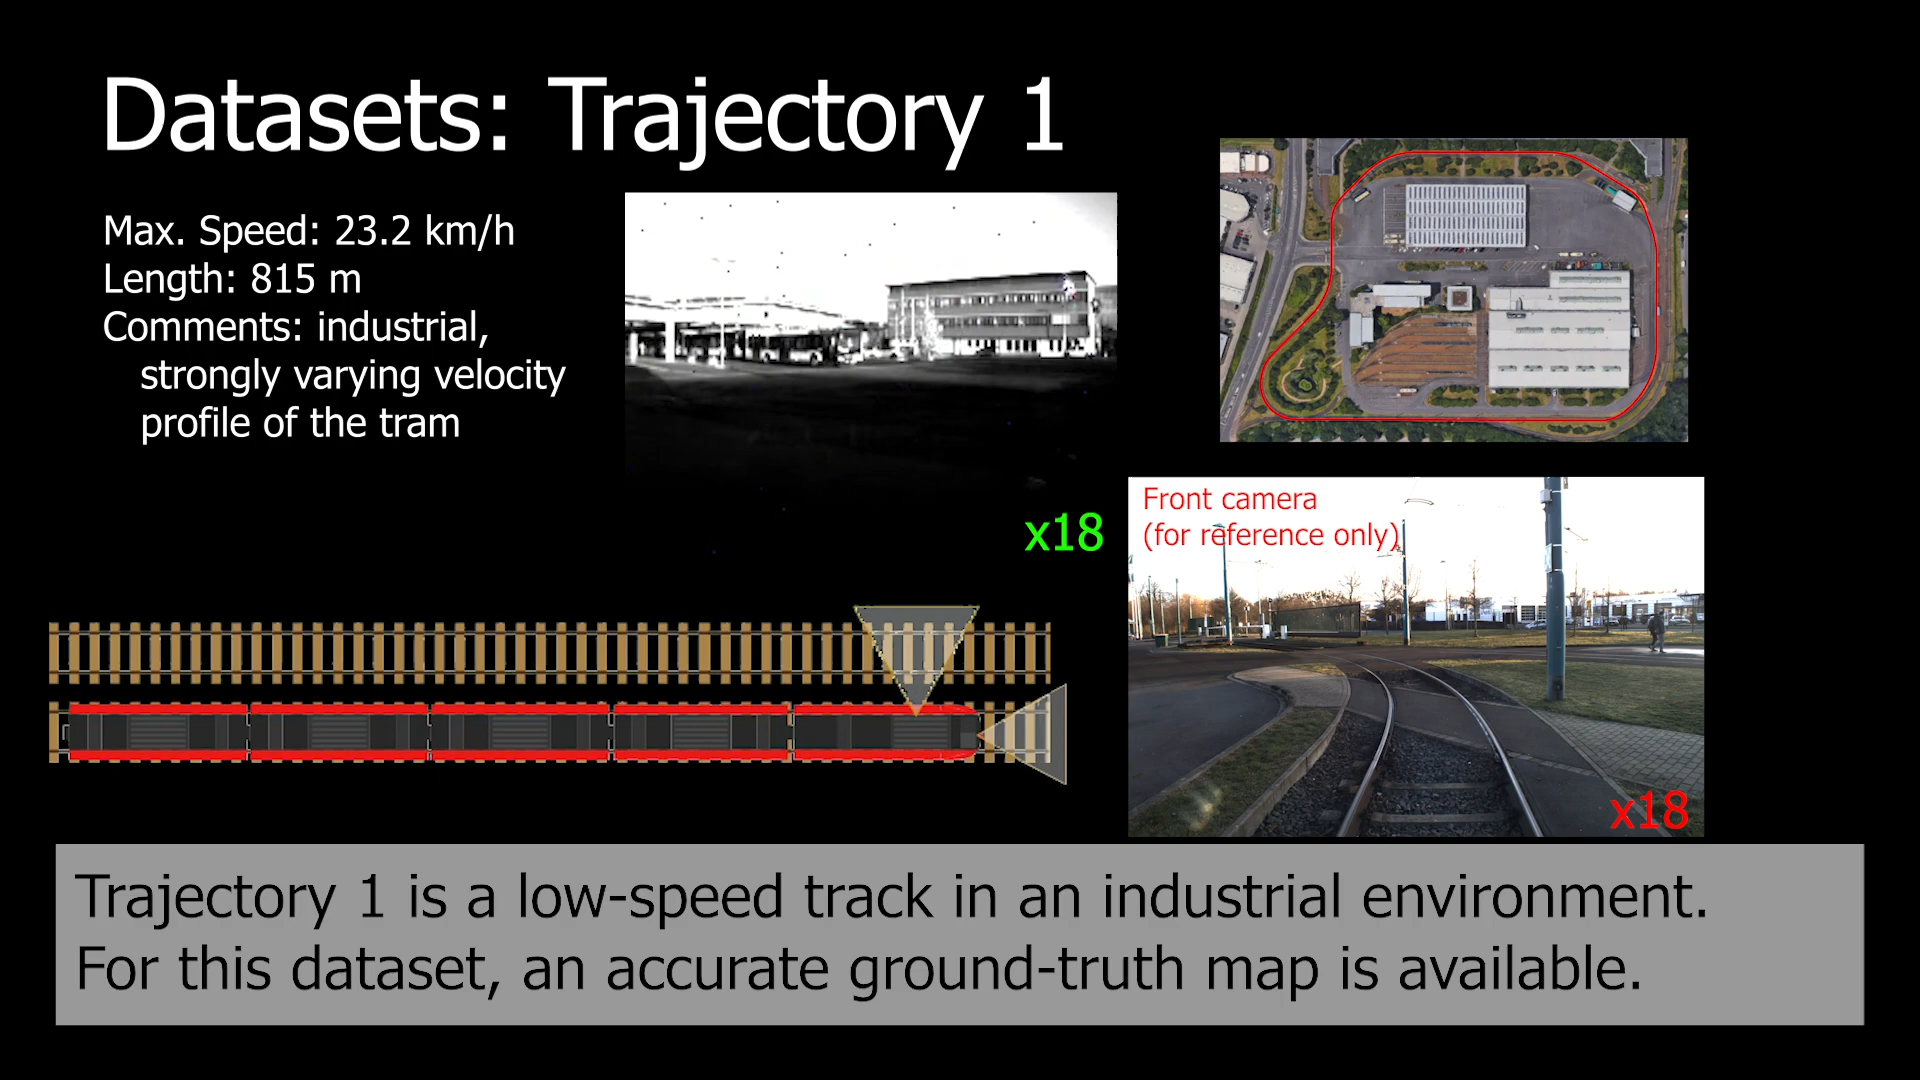 Datasets: Trajectory 1
Max. Speed: 23.2 km/h
Length: 815 m
Comments: industrial,
strongly varying velocity
profile of the tram
x18
Front camera
(for reference only)
x18
Trajectory 1 is a low-speed track in an industrial environment.
For this dataset, an accurate ground-truth map is available.